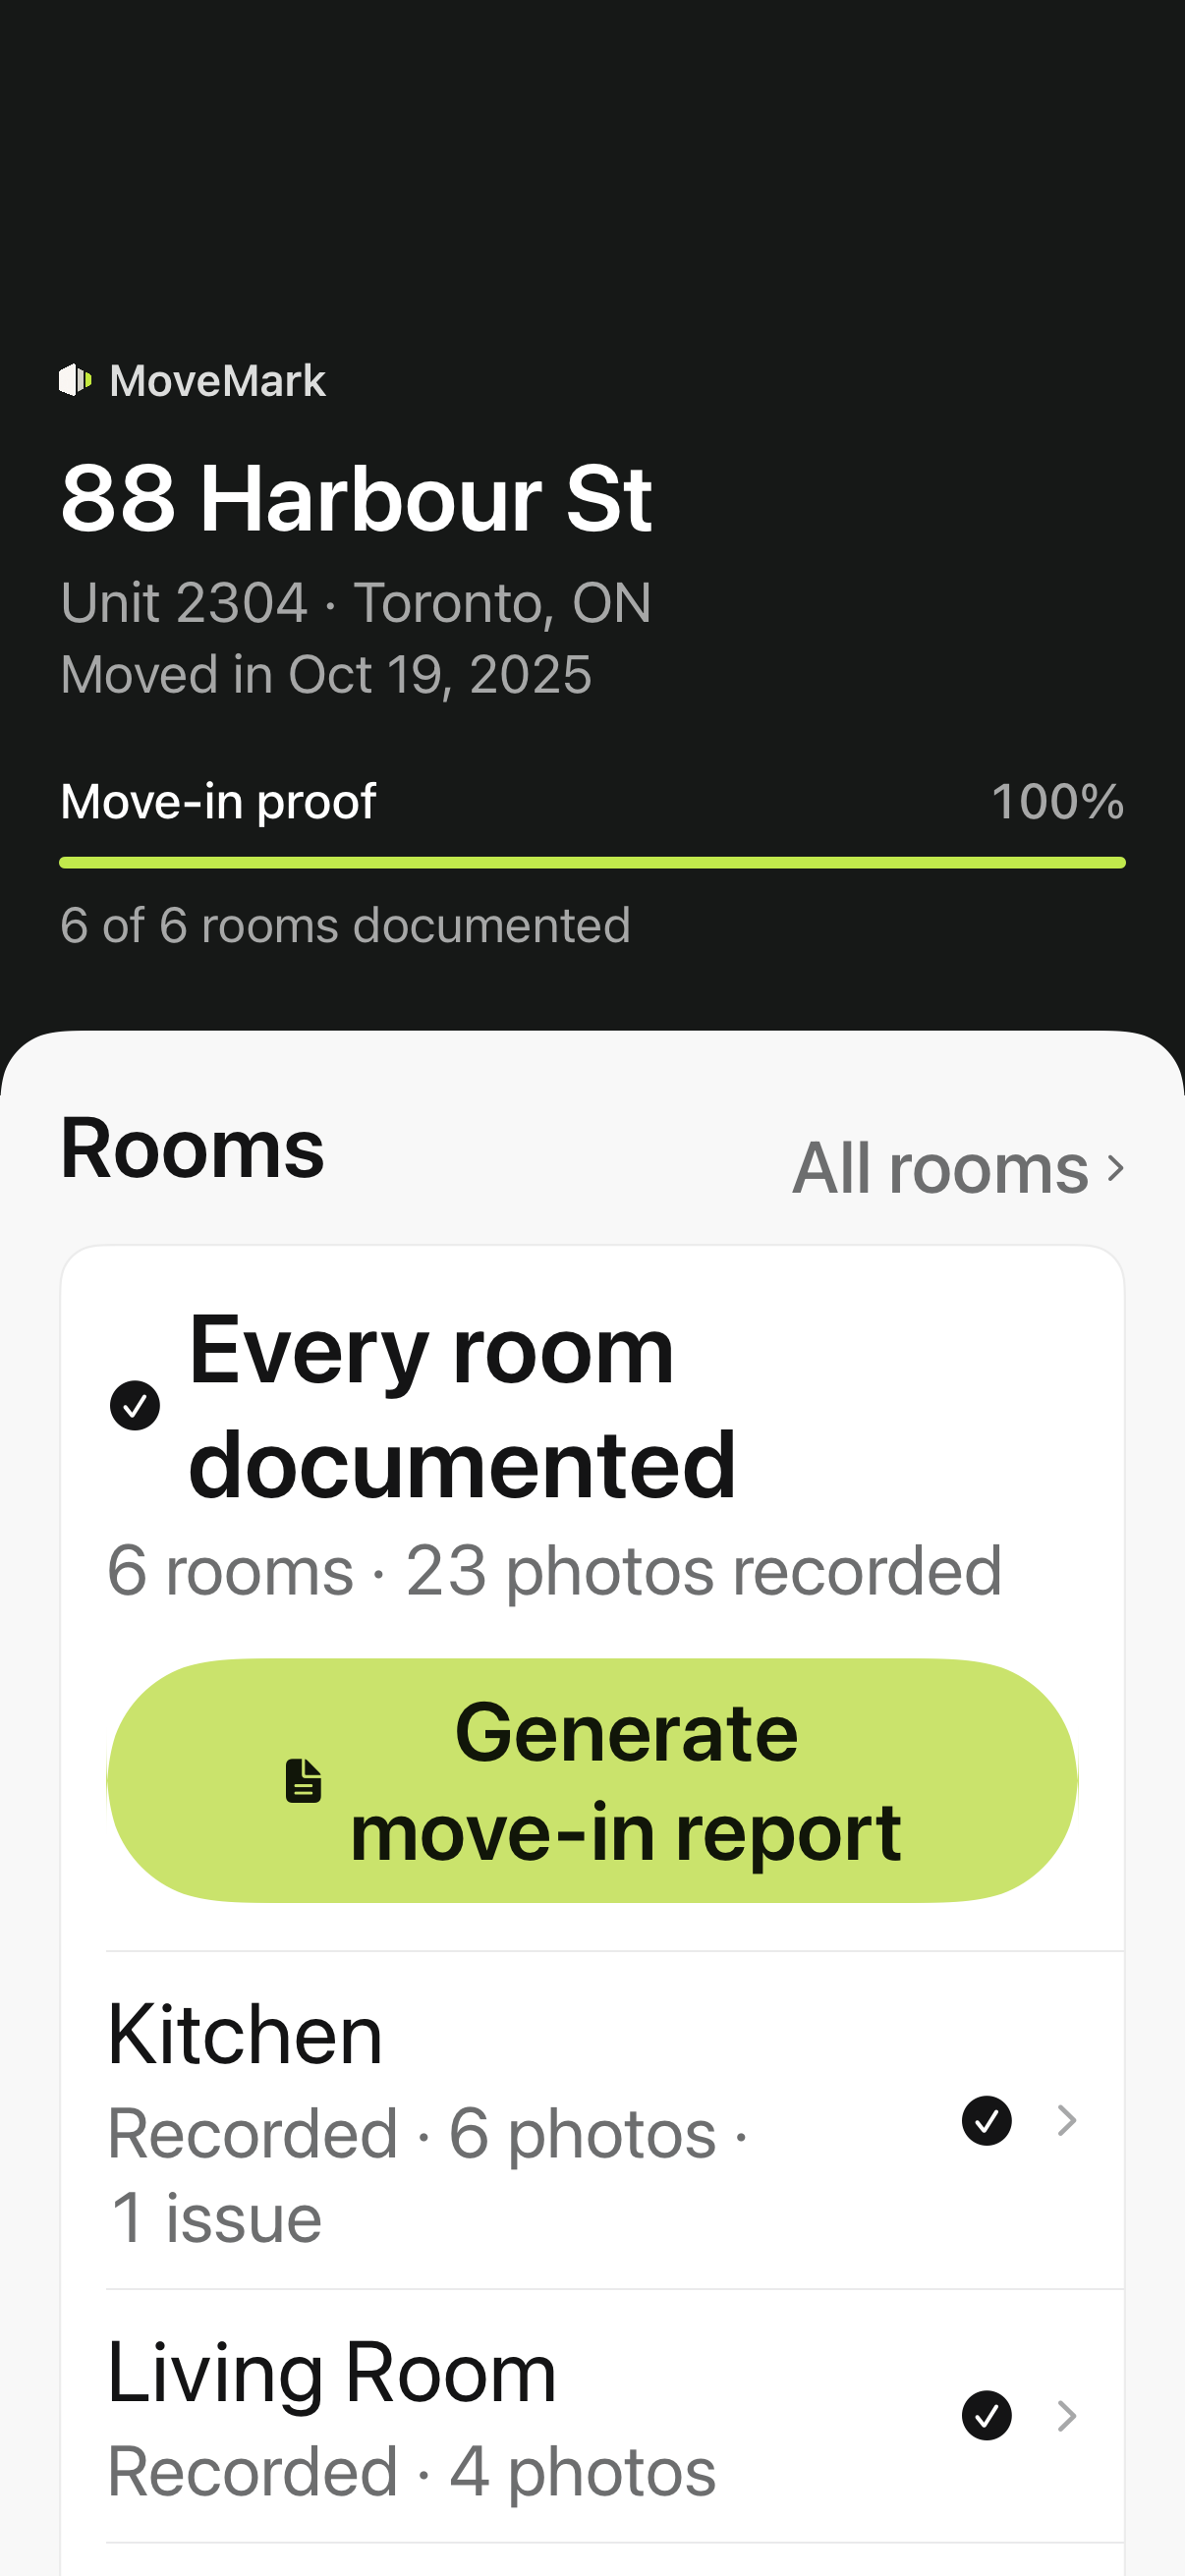 MoveMark
88 Harbour St
Unit 2304 · Toronto, ON
Moved in Oct 19, 2025
Move-in proof 100%
6 of 6 rooms documented
Rooms
All rooms
Every room
documented
6 rooms · 23 photos recorded
Generate
move-in report
Kitchen
Recorded · 6 photos ·
1 issue
Living Room
Recorded · 4 photos